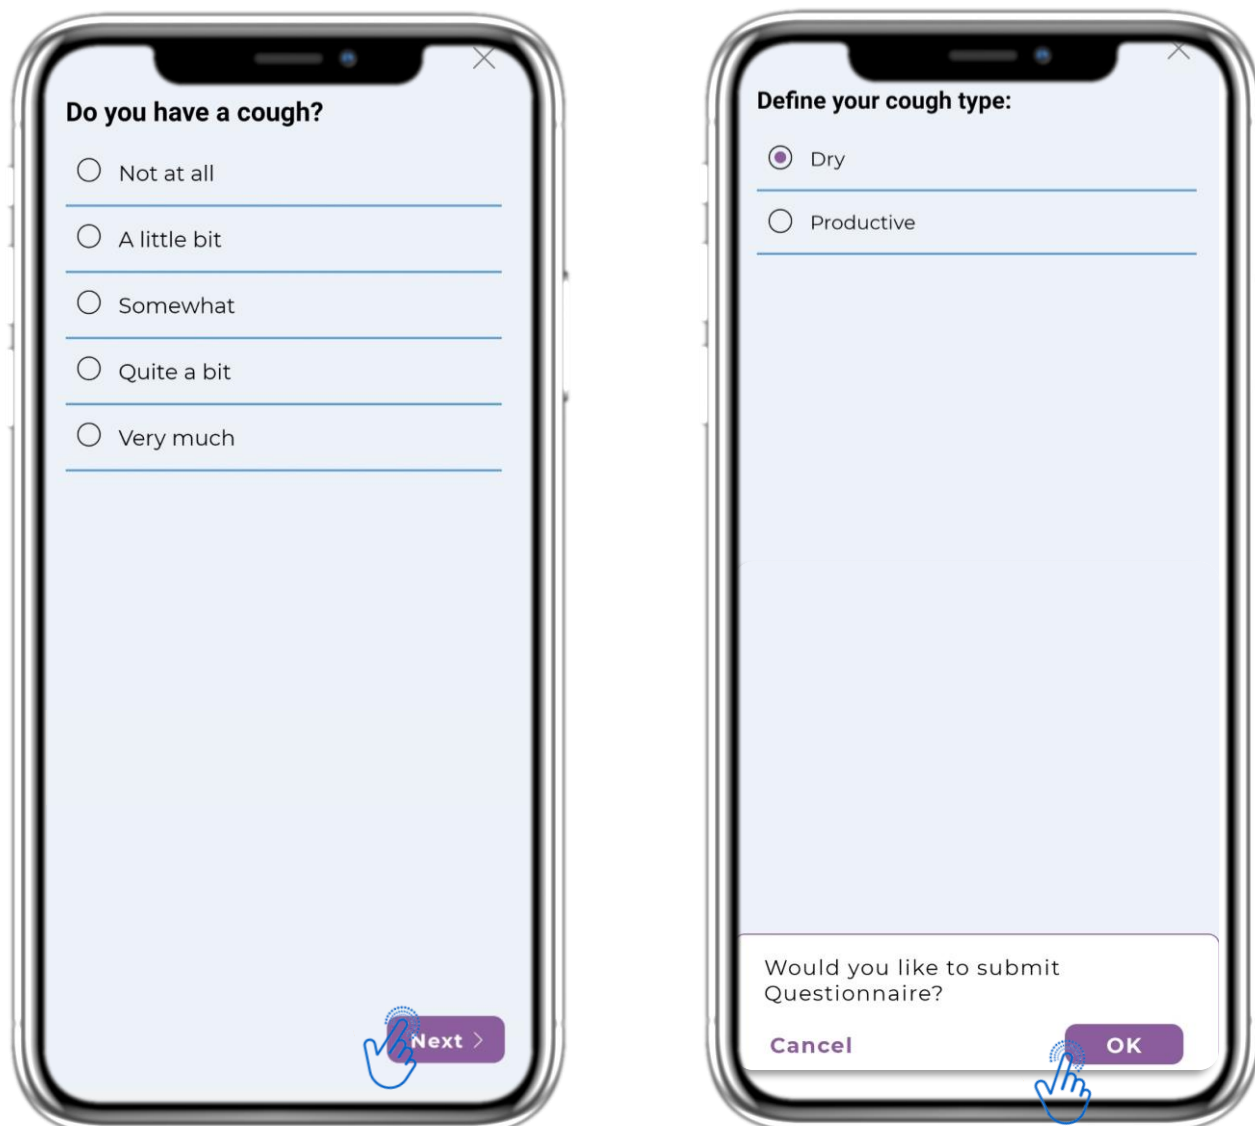 Do you have a cough?
Not at all
A little bit
Somewhat
Quite a bit
Very much
Next
Define your cough type:
Dry
Productive
Would you like to submit
Questionnaire?
Cancel
OK